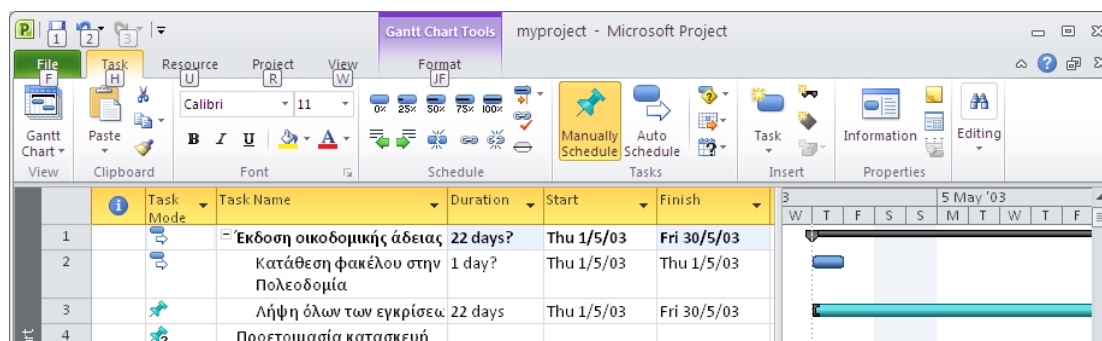 1 2 3 Gantt Chart Tools myproject - Microsoft Project
File Task Resource Project View Format
F H U R W JF
Calibri 11 0% 25% 50% 75% 100%
Gantt Chart Paste B I U A Manually Schedule Auto Schedule Task Information Editing
View Clipboard Font Schedule Tasks Insert Properties
Task Mode Task Name Duration Start Finish 3 5 May '03
W T F S S M T W T F
1 Έκδοση οικοδομικής άδειας 22 days? Thu 1/5/03 Fri 30/5/03
2 Κατάθεση φακέλου στην 1 day? Thu 1/5/03 Thu 1/5/03
Πολεοδομία
3 Λήψη όλων των εγκρίσεω 22 days Thu 1/5/03 Fri 30/5/03
4 Προετοιμασία κατασκευή